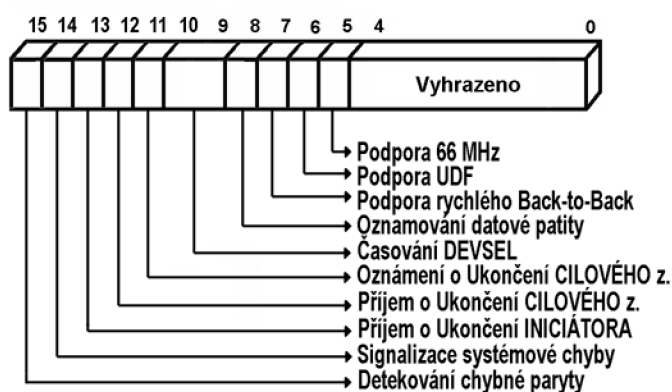 15 14 13 12 11 10 9 8 7 6 5 4 0
Vyhrazeno
Podpora 66 MHz
Podpora UDF
Podpora rychlého Back-to-Back
Oznamování datové patity
Časování DEVSEL
Oznámení o Ukončení CILOVÉHO z.
Příjem o Ukončení CILOVÉHO z.
Příjem o Ukončení INICIÁTORA
Signalizace systémové chyby
Detekování chybné paryty